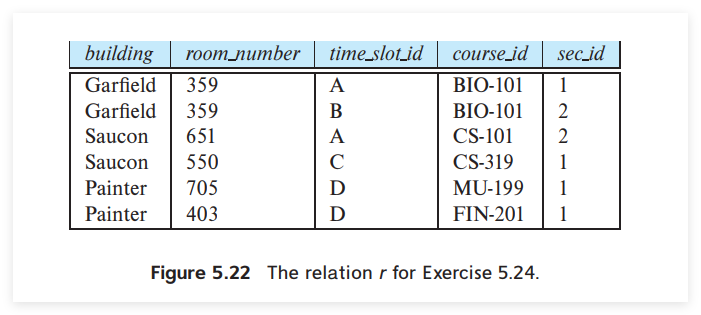 building room_number time_slot_id course_id sec_id
Garfield 359 A BIO-101 1
Garfield 359 B BIO-101 2
Saucon 651 A CS-101 2
Saucon 550 C CS-319 1
Painter 705 D MU-199 1
Painter 403 D FIN-201 1
Figure 5.22 The relation r for Exercise 5.24.